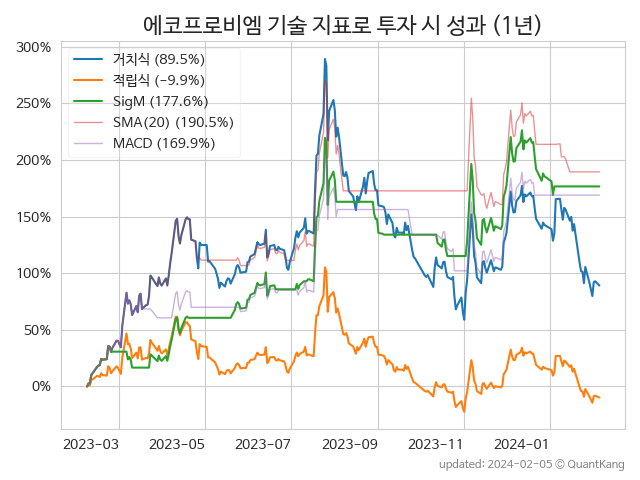 에코프로비엠 기술 지표로 투자 시 성과 (1년)
300%
250%
200%
150%
100%
50%
0%
거치식 (89.5%)
적립식 (-9.9%)
SigM (177.6%)
SMA(20) (190.5%)
MACD (169.9%)
2023-03 2023-05 2023-07 2023-09 2023-11 2024-01
updated: 2024-02-05 © QuantKang